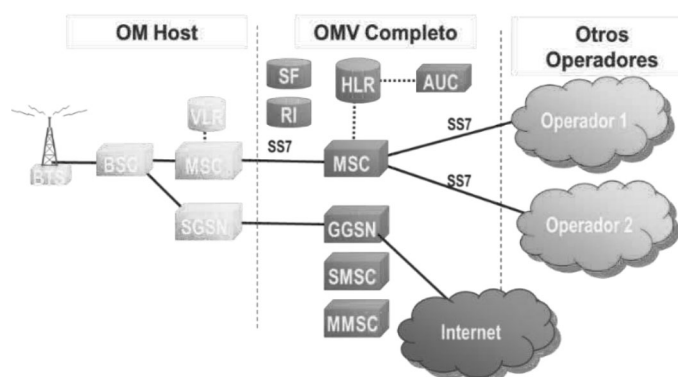 OM Host
OMV Completo
Otros
Operadores
SF
RI
HLR
AUC
VLR
BTS
BSC
MSC
SS7
MSC
SS7
SS7
Operador 1
Operador 2
SGSN
GGSN
SMSC
MMSC
Internet